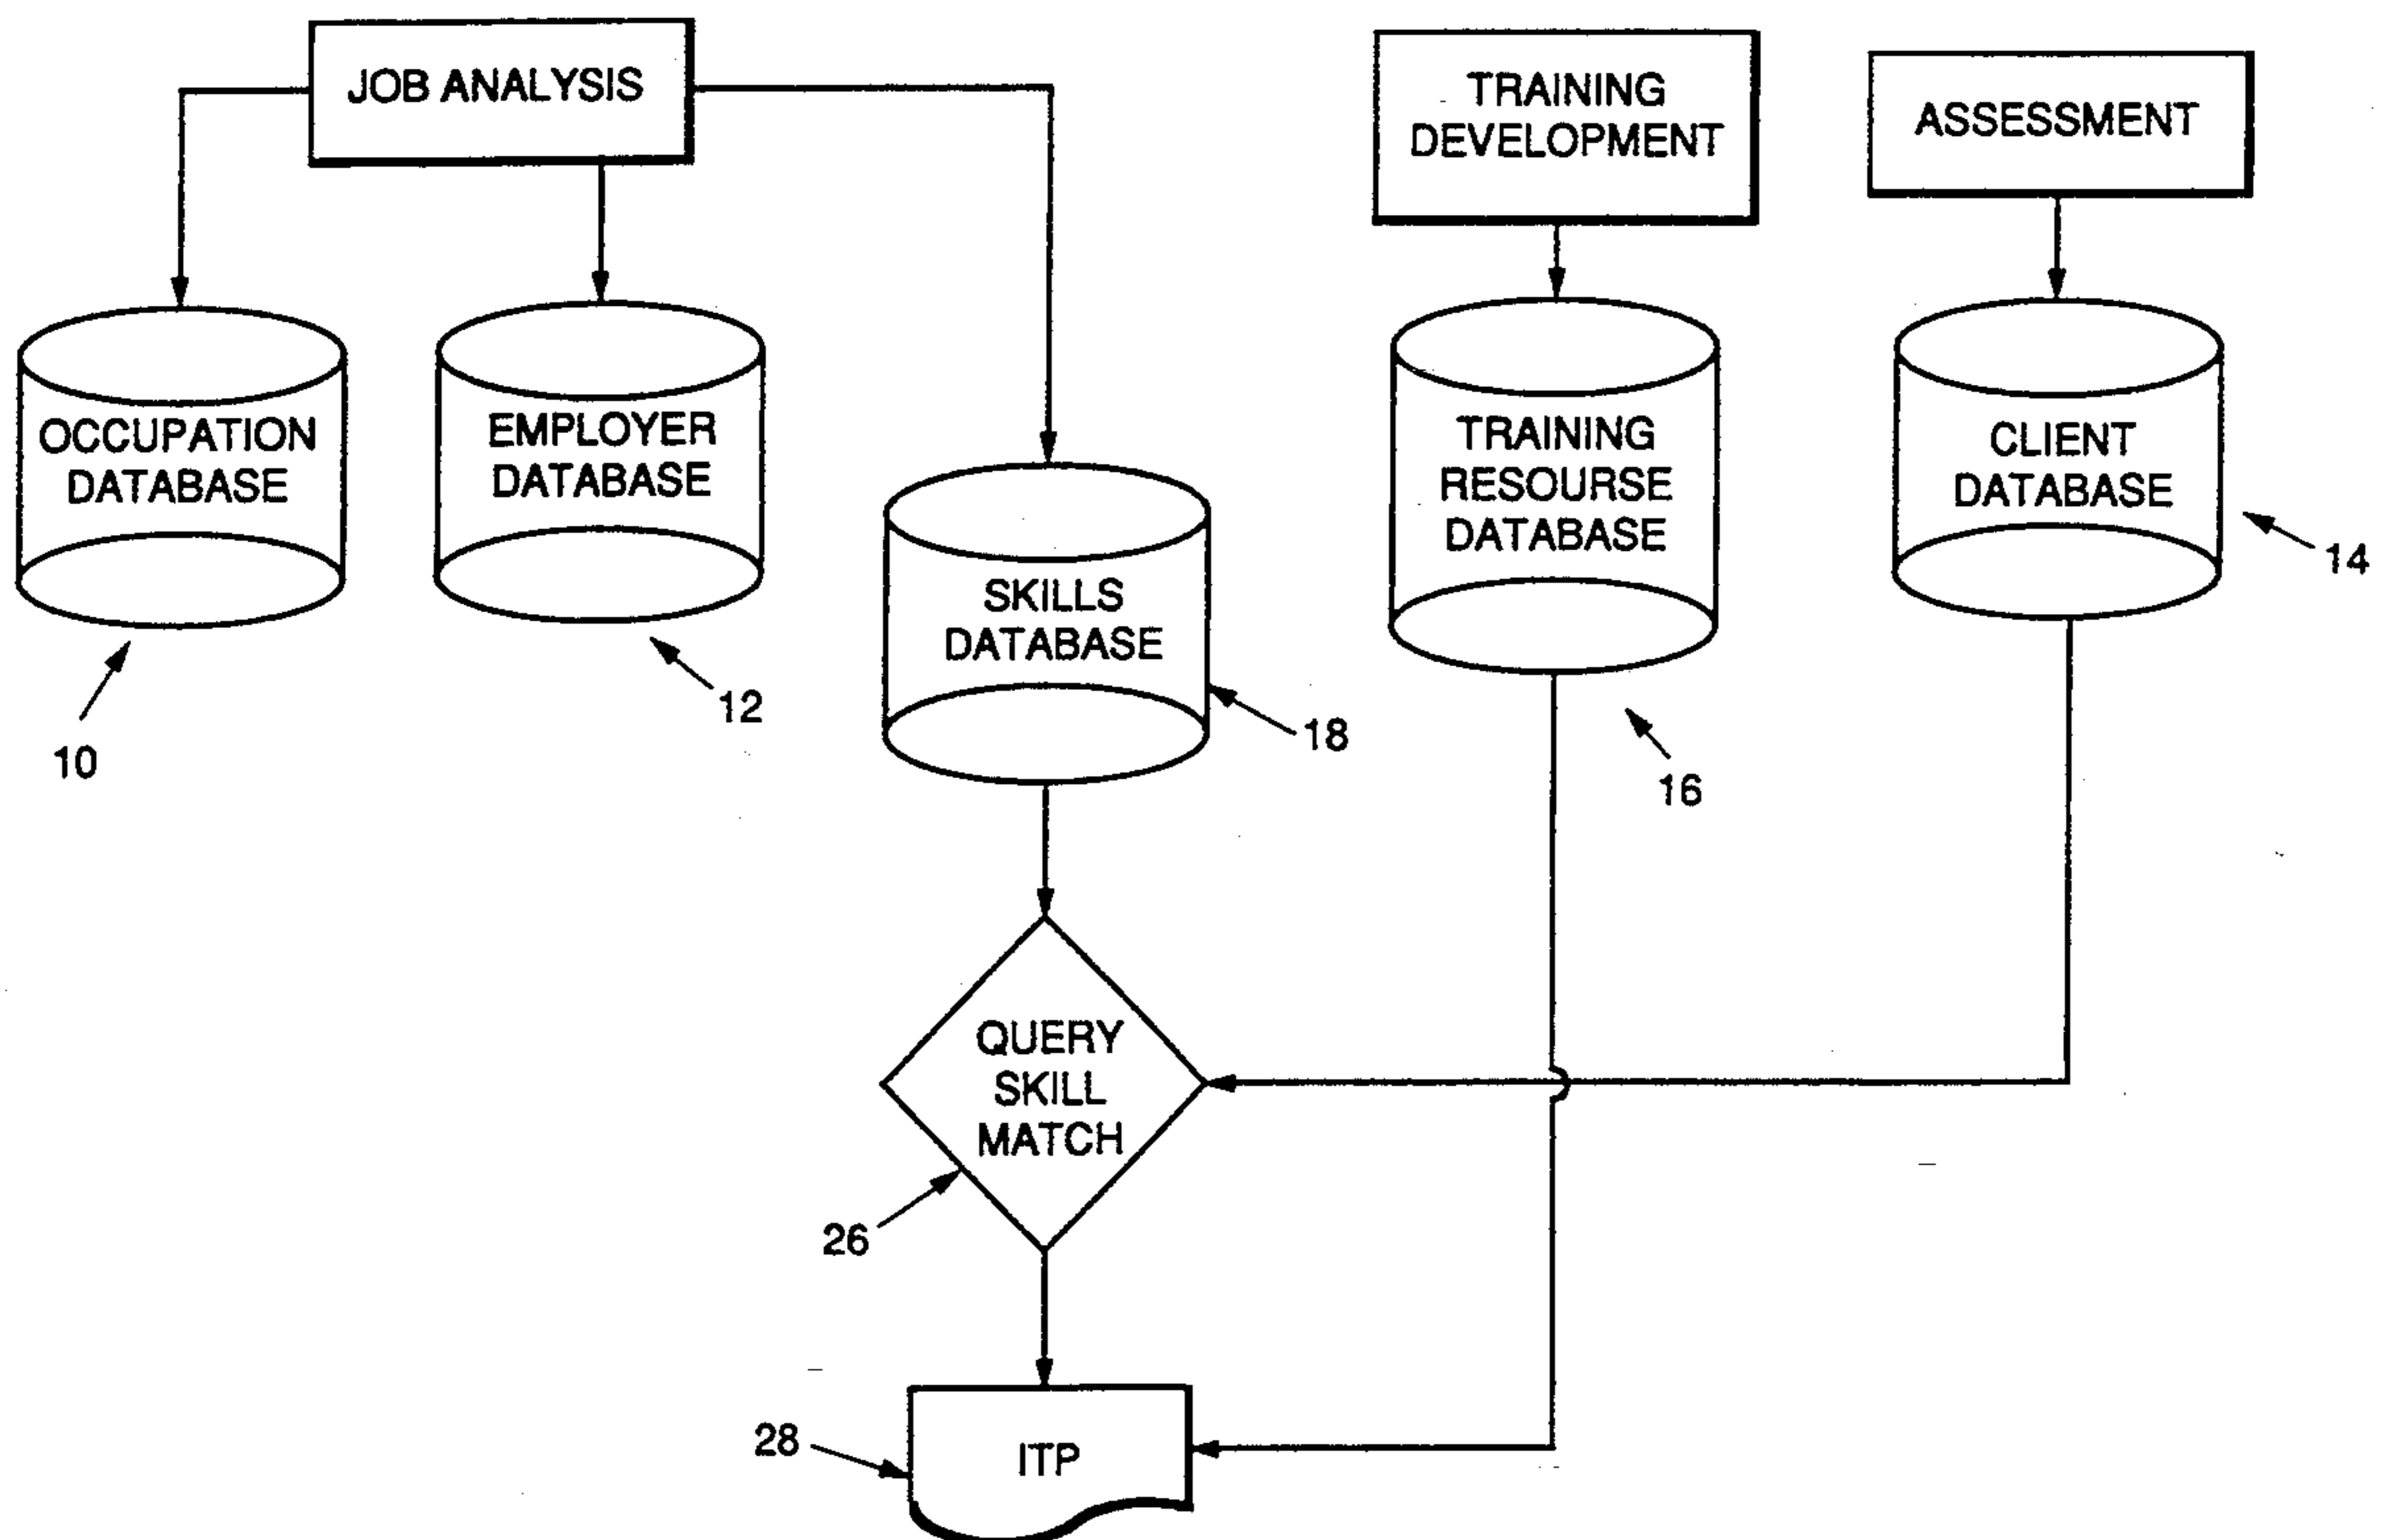 JOB ANALYSIS
TRAINING
DEVELOPMENT
ASSESSMENT
OCCUPATION
DATABASE
EMPLOYER
DATABASE
SKILLS
DATABASE
TRAINING
RESOURSE
DATABASE
CLIENT
DATABASE
14
12
10
18
16
QUERY
SKILL
MATCH
26
28
ITP